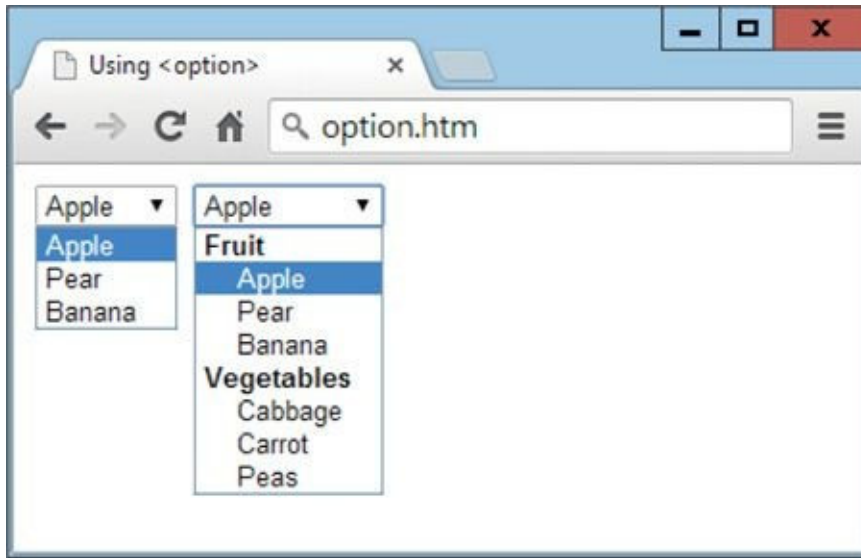 Using <option>
option.htm
Apple
Apple
Pear
Banana
Apple
Fruit
Apple
Pear
Banana
Vegetables
Cabbage
Carrot
Peas